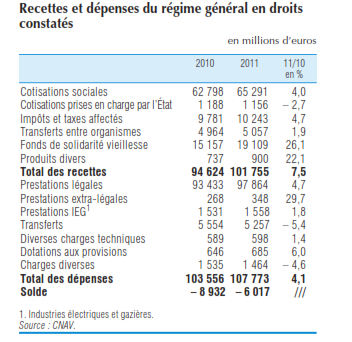 Recettes et dépenses du régime général en droits
constatés
en millions d'euros
2010 2011 11/10
en %
Cotisations sociales 62 798 65 291 4,0
Cotisations prises en charge par l'État 1 188 1 156 – 2,7
Impôts et taxes affectés 9 781 10 243 4,7
Transferts entre organismes 4 964 5 057 1,9
Fonds de solidarité vieillesse 15 157 19 109 26,1
Produits divers 737 900 22,1
Total des recettes 94 624 101 755 7,5
Prestations légales 93 433 97 864 4,7
Prestations extra-légales 268 348 29,7
Prestations IEG1 1 531 1 558 1,8
Transferts 5 554 5 257 – 5,4
Diverses charges techniques 589 598 1,4
Dotations aux provisions 646 685 6,0
Charges diverses 1 535 1 464 – 4,6
Total des dépenses 103 556 107 773 4,1
Solde – 8 932 – 6 017 ///
1. Industries électriques et gazières.
Source : CNAV.